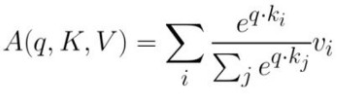 A(q, K, V) = \sum_i \frac{e^{q \cdot k_i}}{\sum_j e^{q \cdot k_j}} v_i